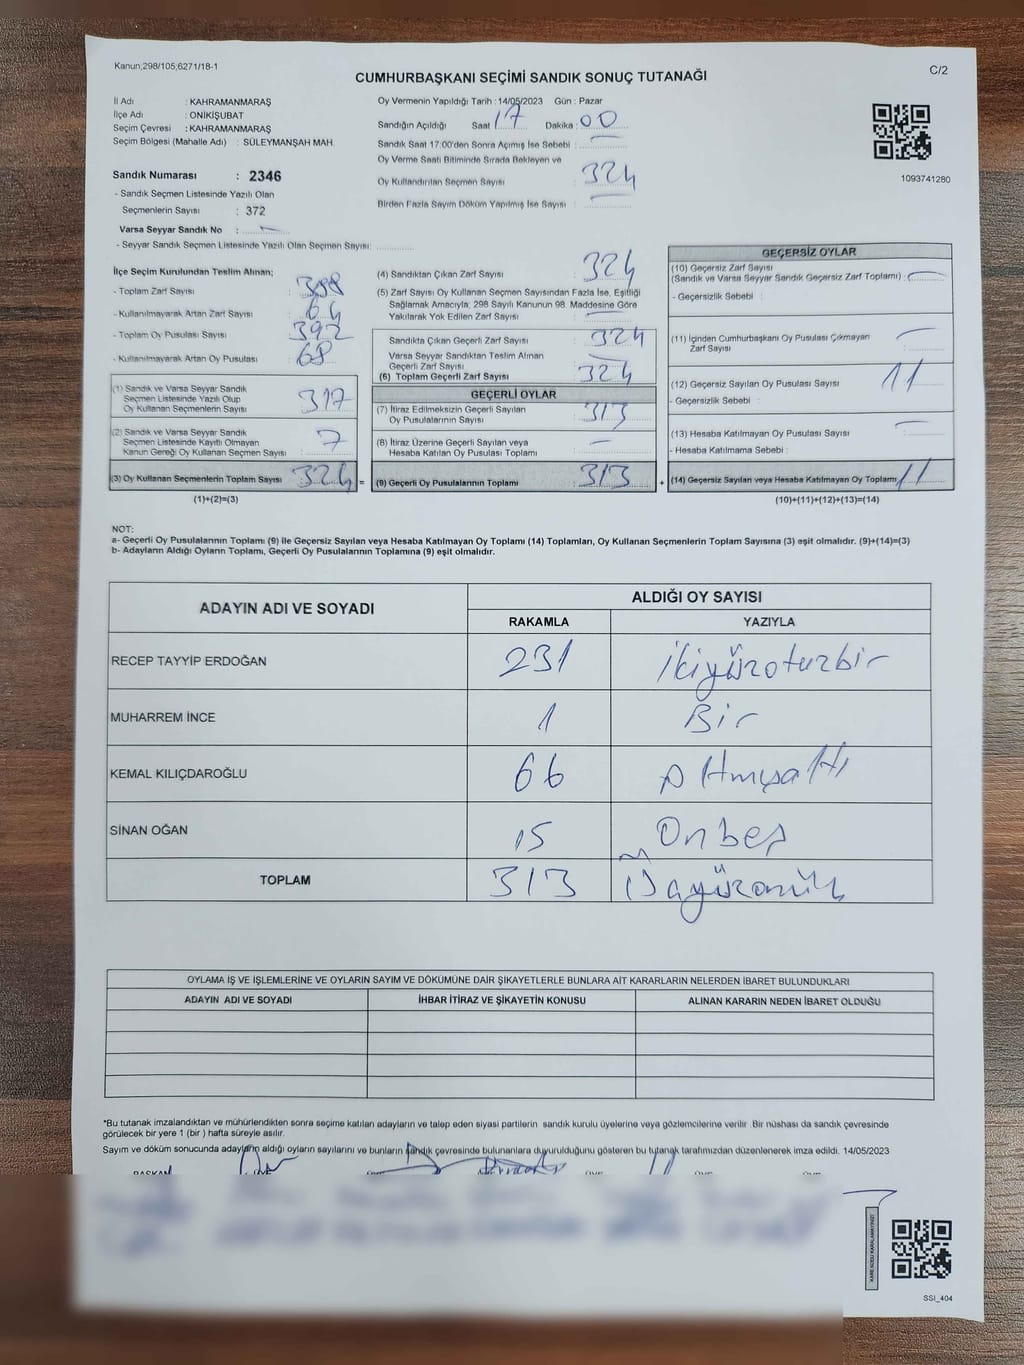 Kanun;298/105;6271/18-1
C/2
CUMHURBAŞKANI SEÇİMİ SANDIK SONUÇ TUTANAĞI
İl Adı : KAHRAMANMARAŞ
İlçe Adı : ONİKİŞUBAT
Seçim Çevresi : KAHRAMANMARAŞ
Seçim Bölgesi (Mahalle Adı) : SÜLEYMANŞAH MAH.
Sandık Numarası : 2346
- Sandık Seçmen Listesinde Yazılı Olan
Seçmenlerin Sayısı : 372
Varsa Seyyar Sandık No :
- Seyyar Sandık Seçmen Listesinde Yazılı Olan Seçmen Sayısı:
Oy Vermenin Yapıldığı Tarih : 14/05/2023 Gün : Pazar
Sandığın Açıldığı Saat : 17 Dakika : 00
Sandık Saat 17:00'den Sonra Açılmış İse Sebebi :
Oy Verme Saati Bitiminde Sırada Bekleyen ve
Oy Kullandırılan Seçmen Sayısı : 324
Birden Fazla Sayım Döküm Yapılmış İse Sayısı :
1093741280
İlçe Seçim Kurulundan Teslim Alınan;
- Toplam Zarf Sayısı :
- Kullanılmayarak Artan Zarf Sayısı : 64
- Toplam Oy Pusulası Sayısı : 392
- Kullanılmayarak Artan Oy Pusulası : 68
(1) Sandık ve Varsa Seyyar Sandık
Seçmen Listesinde Yazılı Olup
Oy Kullanan Seçmenlerin Sayısı : 317
(2) Sandık ve Varsa Seyyar Sandık
Seçmen Listesinde Kayıtlı Olmayan
Kanun Gereği Oy Kullanan Seçmen Sayısı : 7
(3) Oy Kullanan Seçmenlerin Toplam Sayısı : 324 =
(1)+(2)=(3)
(4) Sandıktan Çıkan Zarf Sayısı : 324
(5) Zarf Sayısı Oy Kullanan Seçmen Sayısından Fazla İse, Eşitliği
Sağlamak Amacıyla, 298 Sayılı Kanunun 98. Maddesine Göre
Yakılarak Yok Edilen Zarf Sayısı :
Sandıkta Çıkan Geçerli Zarf Sayısı : 324
Varsa Seyyar Sandıktan Teslim Alınan
Geçerli Zarf Sayısı :
(6) Toplam Geçerli Zarf Sayısı : 324
GEÇERLİ OYLAR
(7) İtiraz Edilmeksizin Geçerli Sayılan
Oy Pusulalarının Sayısı : 313
(8) İtiraz Üzerine Geçerli Sayılan veya
Hesaba Katılan Oy Pusulası Toplamı :
(9) Geçerli Oy Pusulalarının Toplamı : 313 +
GEÇERSİZ OYLAR
(10) Geçersiz Zarf Sayısı
(Sandık ve Varsa Seyyar Sandık Geçersiz Zarf Toplamı) :
- Geçersizlik Sebebi :
(11) İçinden Cumhurbaşkanı Oy Pusulası Çıkmayan
Zarf Sayısı :
(12) Geçersiz Sayılan Oy Pusulası Sayısı : 11
- Geçersizlik Sebebi :
(13) Hesaba Katılmayan Oy Pusulası Sayısı :
- Hesaba Katılmama Sebebi :
(14) Geçersiz Sayılan veya Hesaba Katılmayan Oy Toplamı : 11
(10)+(11)+(12)+(13)=(14)
NOT:
a- Geçerli Oy Pusulalarının Toplamı (9) ile Geçersiz Sayılan veya Hesaba Katılmayan Oy Toplamı (14) Toplamları, Oy Kullanan Seçmenlerin Toplam Sayısına (3) eşit olmalıdır. (9)+(14)=(3)
b- Adayların Aldığı Oyların Toplamı, Geçerli Oy Pusulalarının Toplamına (9) eşit olmalıdır.
ADAYIN ADI VE SOYADI
ALDIĞI OY SAYISI
RAKAMLA YAZIYLA
RECEP TAYYİP ERDOĞAN 231 ikiyüzotuzbir
MUHARREM İNCE 1 Bir
KEMAL KILIÇDAROĞLU 66 Altmışaltı
SİNAN OĞAN 15 Onbeş
TOPLAM 313
OYLAMA İŞ VE İŞLEMLERİNE VE OYLARIN SAYIM VE DÖKÜMÜNE DAİR ŞİKAYETLERLE BUNLARA AİT KARARLARIN NELERDEN İBARET BULUNDUKLARI
ADAYIN ADI VE SOYADI İHBAR İTİRAZ VE ŞİKAYETİN KONUSU ALINAN KARARIN NEDEN İBARET OLDUĞU
*Bu tutanak imzalandıktan ve mühürlendikten sonra seçime katılan adayların ve talep eden siyasi partilerin sandık kurulu üyelerine veya gözlemcilerine verilir. Bir nüshası da sandık çevresinde
görülecek bir yere 1 (bir ) hafta süreyle asılır.
Sayım ve döküm sonucunda adayların aldığı oyların sayılarını ve bunların sandık çevresinde bulunanlara duyurulduğunu gösteren bu tutanak tarafımızdan düzenlenerek imza edildi. 14/05/2023
BAŞKAN
KARE KODU KARALAMAYINIZ!
SSI_404